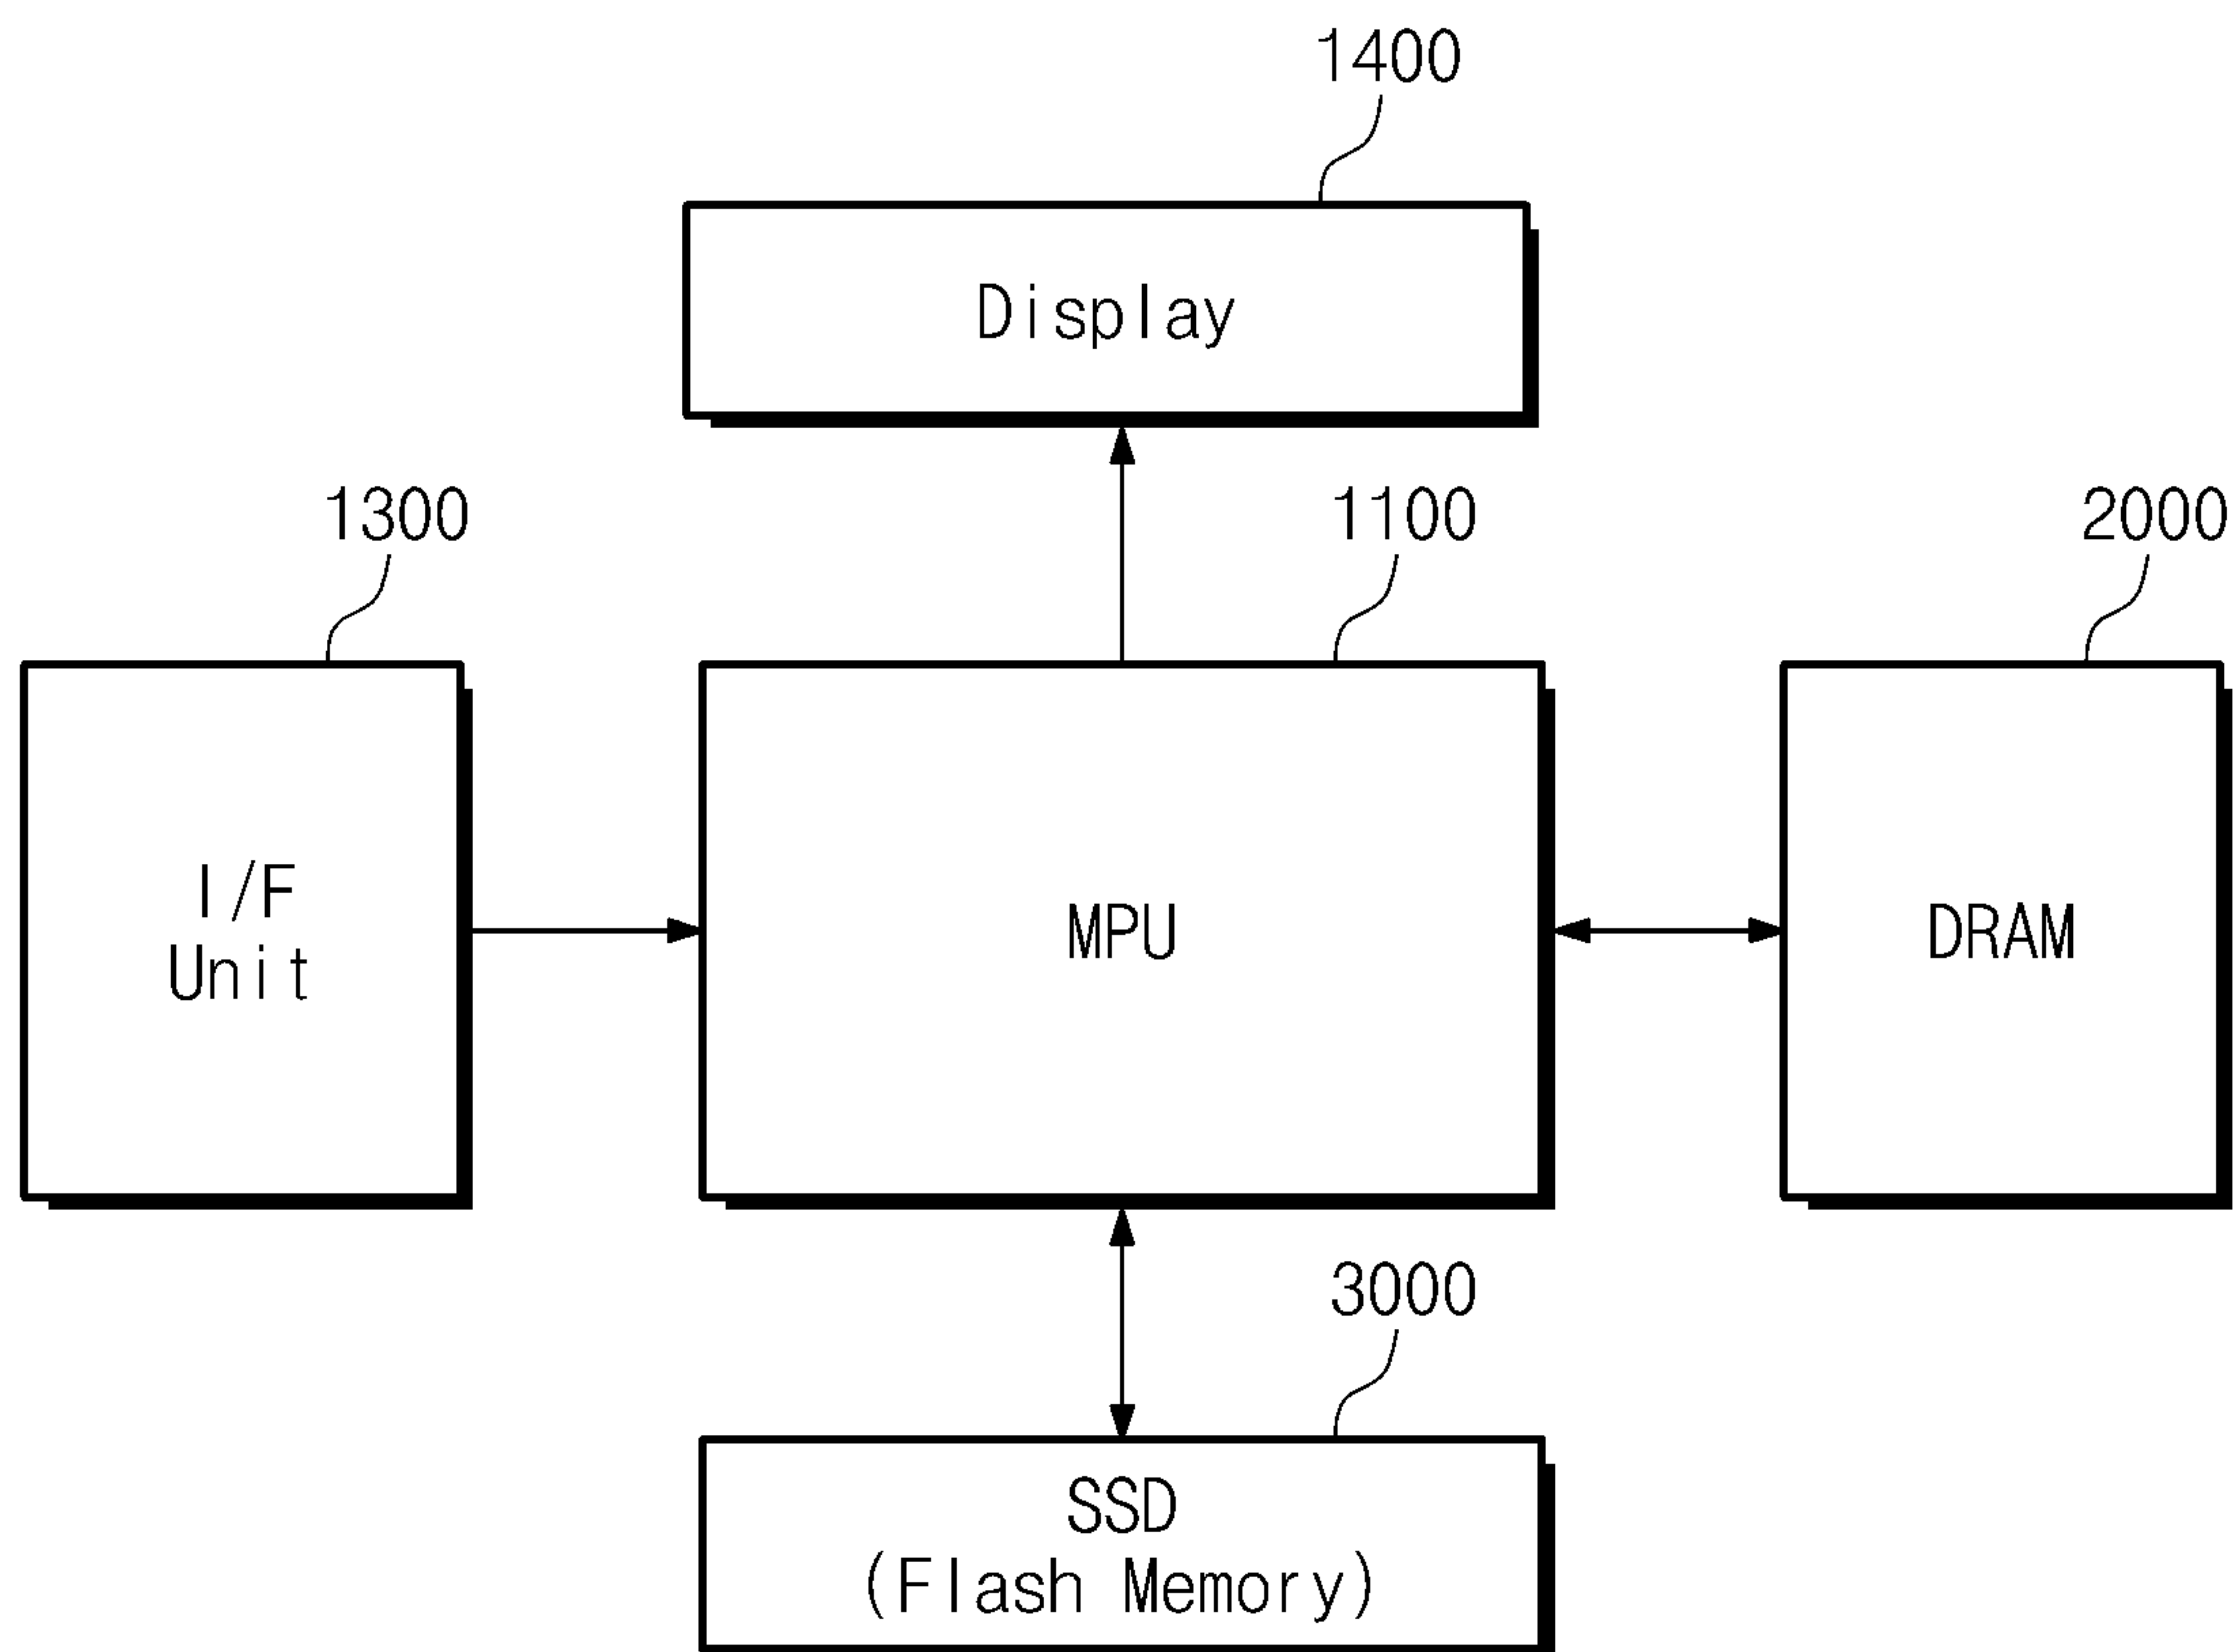 1400
Display
1300
1100
2000
I/F
Unit
MPU
DRAM
3000
SSD
(Flash Memory)